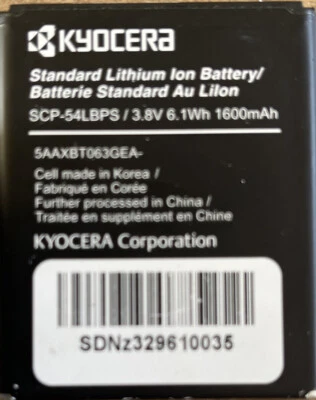 KYOCERA
Standard Lithium Ion Battery/
Batterie Standard Au LiIon
SCP-54LBPS / 3.8V 6.1Wh 1600mAh
5AAXBT063GEA-
Cell made in Korea /
Fabriqué en Corée
Further processed in China /
Traitée en supplément en Chine
KYOCERA Corporation
SDNz329610035